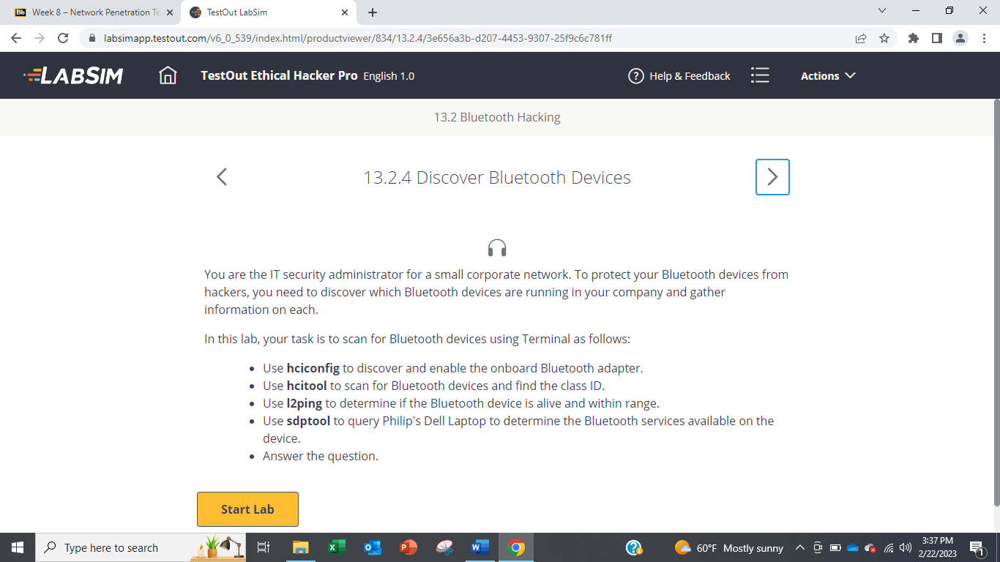 Bb Week 8 – Network Penetration Te
TestOut LabSim
labsimapp.testout.com/v6_0_539/index.html/productviewer/834/13.2.4/3e656a3b-d207-4453-9307-25f9c6c781ff
LABSIM TestOut Ethical Hacker Pro English 1.0 ? Help & Feedback Actions
13.2 Bluetooth Hacking
13.2.4 Discover Bluetooth Devices
You are the IT security administrator for a small corporate network. To protect your Bluetooth devices from
hackers, you need to discover which Bluetooth devices are running in your company and gather
information on each.
In this lab, your task is to scan for Bluetooth devices using Terminal as follows:
• Use hciconfig to discover and enable the onboard Bluetooth adapter.
• Use hcitool to scan for Bluetooth devices and find the class ID.
• Use l2ping to determine if the Bluetooth device is alive and within range.
• Use sdptool to query Philip's Dell Laptop to determine the Bluetooth services available on the
device.
• Answer the question.
Start Lab
Type here to search
60°F Mostly sunny
3:37 PM
2/22/2023
1